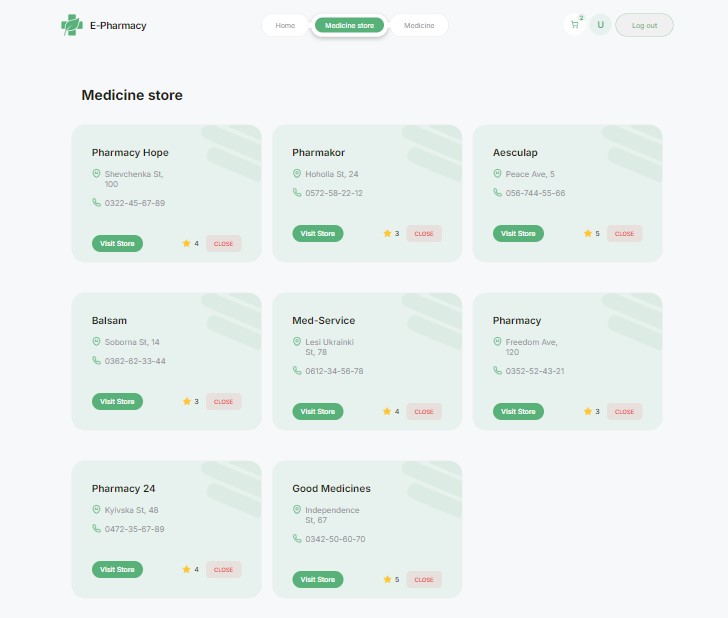 E-Pharmacy
Home
Medicine store
Medicine
2
U
Log out
Medicine store
Pharmacy Hope
Shevchenka St,
100
0322-45-67-89
Visit Store
4
CLOSE
Pharmakor
Hoholia St, 24
0572-58-22-12
Visit Store
3
CLOSE
Aesculap
Peace Ave, 5
056-744-55-66
Visit Store
5
CLOSE
Balsam
Soborna St, 14
0362-62-33-44
Visit Store
3
CLOSE
Med-Service
Lesi Ukrainki
St, 78
0612-34-56-78
Visit Store
4
CLOSE
Pharmacy
Freedom Ave,
120
0352-52-43-21
Visit Store
3
CLOSE
Pharmacy 24
Kyivska St, 48
0472-35-67-89
Visit Store
4
CLOSE
Good Medicines
Independence
St, 67
0342-50-60-70
Visit Store
5
CLOSE